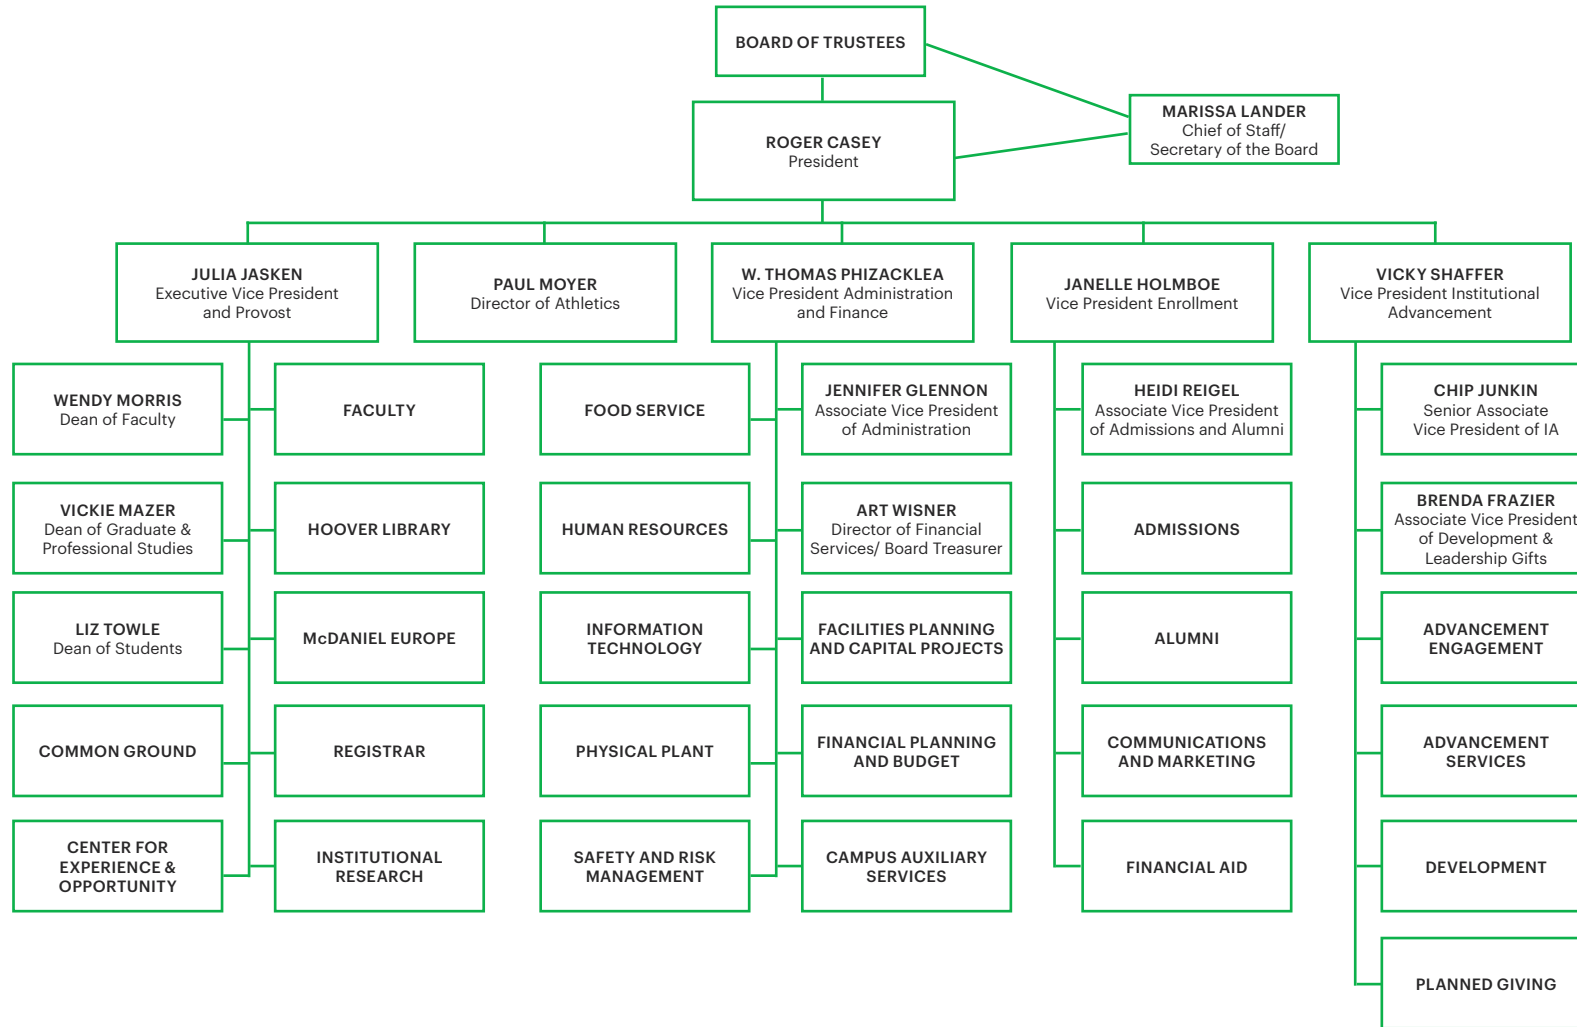 BOARD OF TRUSTEES
MARISSA LANDER
Chief of Staff/
Secretary of the Board
ROGER CASEY
President
JULIA JASKEN
Executive Vice President
and Provost
PAUL MOYER
Director of Athletics
W. THOMAS PHIZACKLEA
Vice President Administration
and Finance
JANELLE HOLMBOE
Vice President Enrollment
VICKY SHAFFER
Vice President Institutional
Advancement
WENDY MORRIS
Dean of Faculty
FACULTY
FOOD SERVICE
JENNIFER GLENNON
Associate Vice President
of Administration
HEIDI REIGEL
Associate Vice President
of Admissions and Alumni
CHIP JUNKIN
Senior Associate
Vice President of IA
VICKIE MAZER
Dean of Graduate &
Professional Studies
HOOVER LIBRARY
HUMAN RESOURCES
ART WISNER
Director of Financial
Services/ Board Treasurer
ADMISSIONS
BRENDA FRAZIER
Associate Vice President
of Development &
Leadership Gifts
LIZ TOWLE
Dean of Students
McDANIEL EUROPE
INFORMATION
TECHNOLOGY
FACILITIES PLANNING
AND CAPITAL PROJECTS
ALUMNI
ADVANCEMENT
ENGAGEMENT
COMMON GROUND
REGISTRAR
PHYSICAL PLANT
FINANCIAL PLANNING
AND BUDGET
COMMUNICATIONS
AND MARKETING
ADVANCEMENT
SERVICES
CENTER FOR
EXPERIENCE &
OPPORTUNITY
INSTITUTIONAL
RESEARCH
SAFETY AND RISK
MANAGEMENT
CAMPUS AUXILIARY
SERVICES
FINANCIAL AID
DEVELOPMENT
PLANNED GIVING